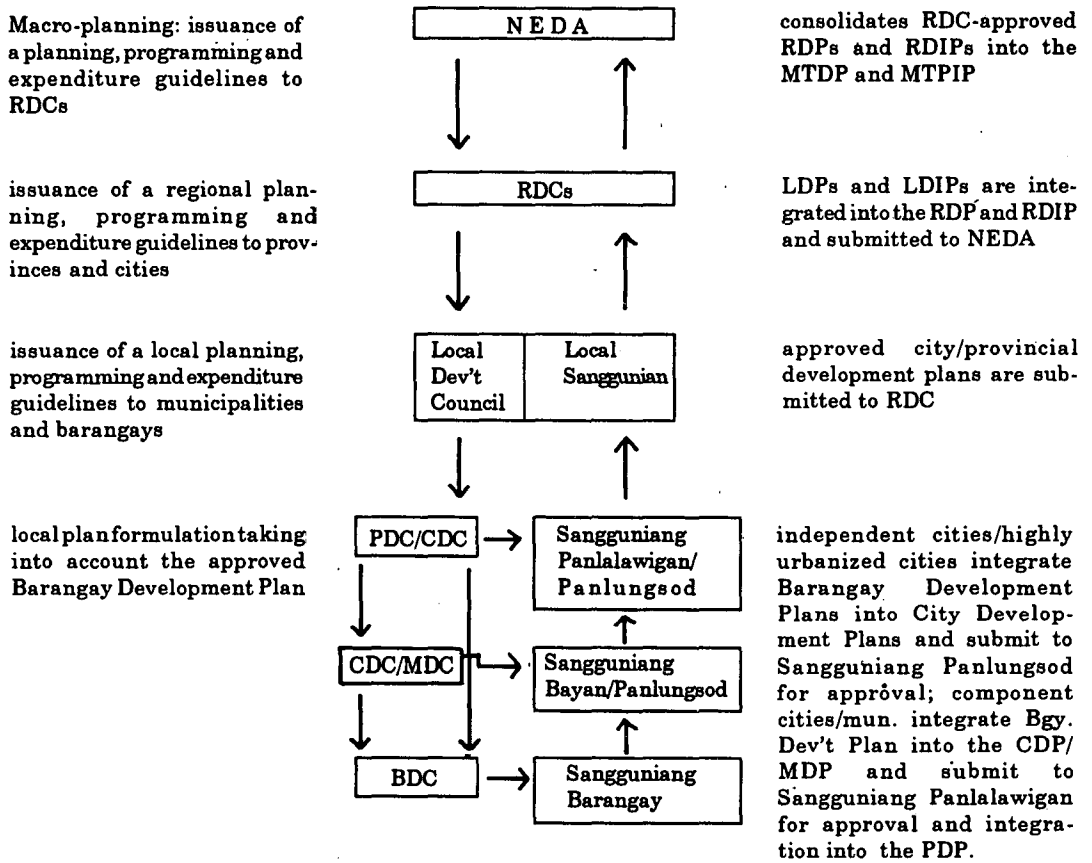 Macro-planning: issuance of
a planning, programming and
expenditure guidelines to
RDCs
NEDA
consolidates RDC-approved
RDPs and RDIPs into the
MTDP and MTPIP
issuance of a regional plan-
ning, programming and
expenditure guidelines to prov-
inces and cities
RDCs
LDPs and LDIPs are inte-
grated into the RDP and RDIP
and submitted to NEDA
issuance of a local planning,
programming and expenditure
guidelines to municipalities
and barangays
Local
Dev't
Council
Local
Sanggunian
approved city/provincial
development plans are sub-
mitted to RDC
local plan formulation taking
into account the approved
Barangay Development Plan
PDC/CDC
Sangguniang
Panlalawigan/
Panlungsod
CDC/MDC
Sangguniang
Bayan/Panlungsod
BDC
Sangguniang
Barangay
independent cities/highly
urbanized cities integrate
Barangay Development
Plans into City Develop-
ment Plans and submit to
Sangguniang Panlungsod
for approval; component
cities/mun. integrate Bgy.
Dev't Plan into the CDP/
MDP and submit to
Sangguniang Panlalawigan
for approval and integra-
tion into the PDP.